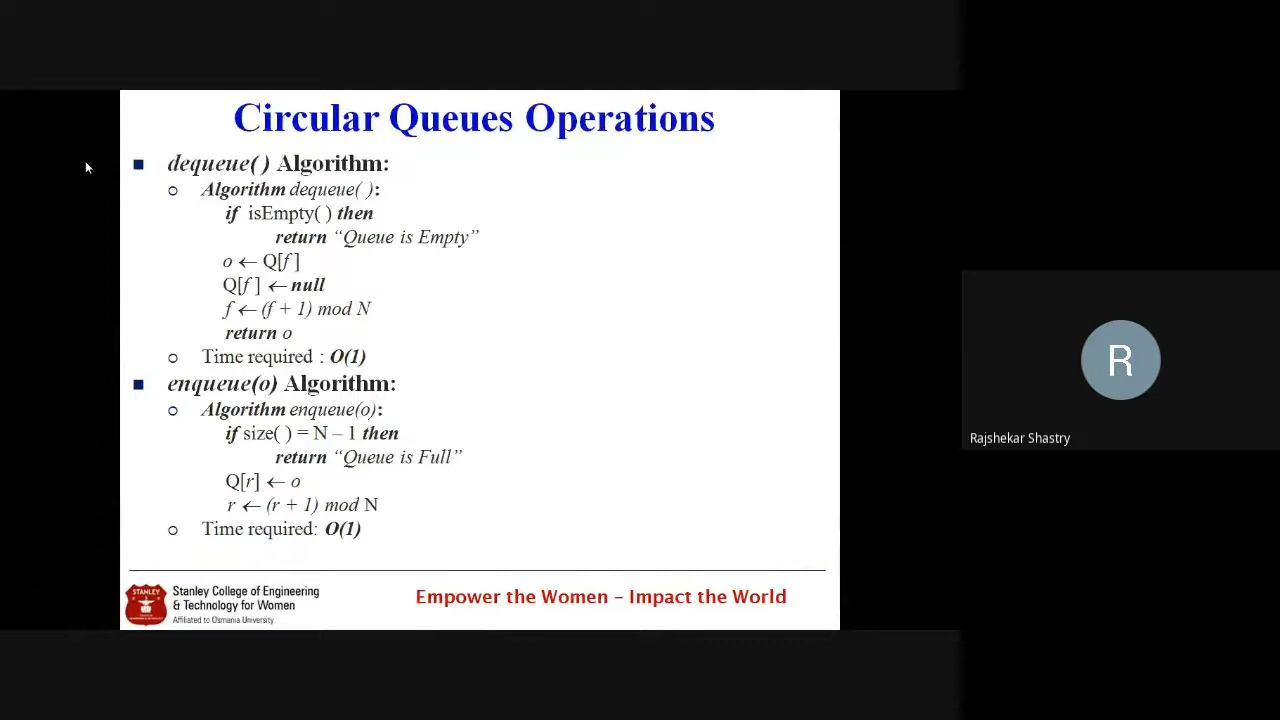 Circular Queues Operations
dequeue( ) Algorithm:
Algorithm dequeue( ):
if isEmpty( ) then
return “Queue is Empty”
o ← Q[f ]
Q[f ] ← null
f ← (f + 1) mod N
return o
Time required : O(1)
enqueue(o) Algorithm:
Algorithm enqueue(o):
if size( ) = N – 1 then
return “Queue is Full”
Q[r] ← o
r ← (r + 1) mod N
Time required: O(1)
STANLEY
Stanley College of Engineering
& Technology for Women
Affiliated to Osmania University
Empower the Women – Impact the World
R
Rajshekar Shastry